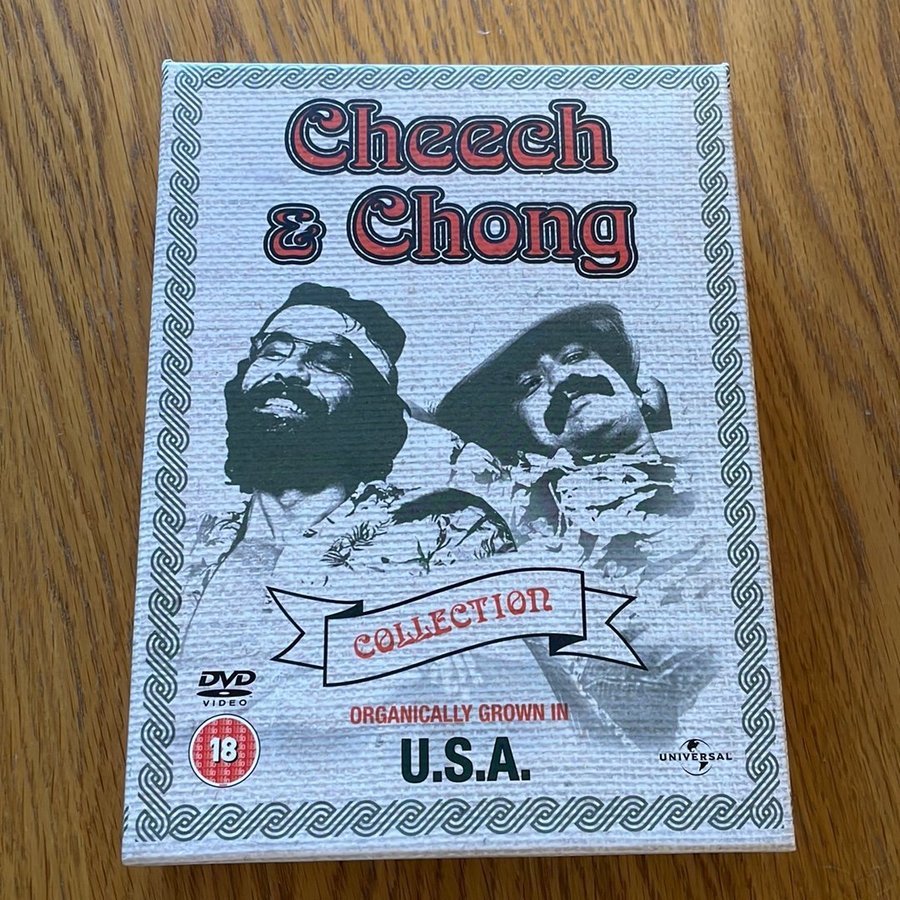 Cheech
& Chong
COLLECTION
DVD
VIDEO
18
ORGANICALLY GROWN IN
U.S.A.
UNIVERSAL